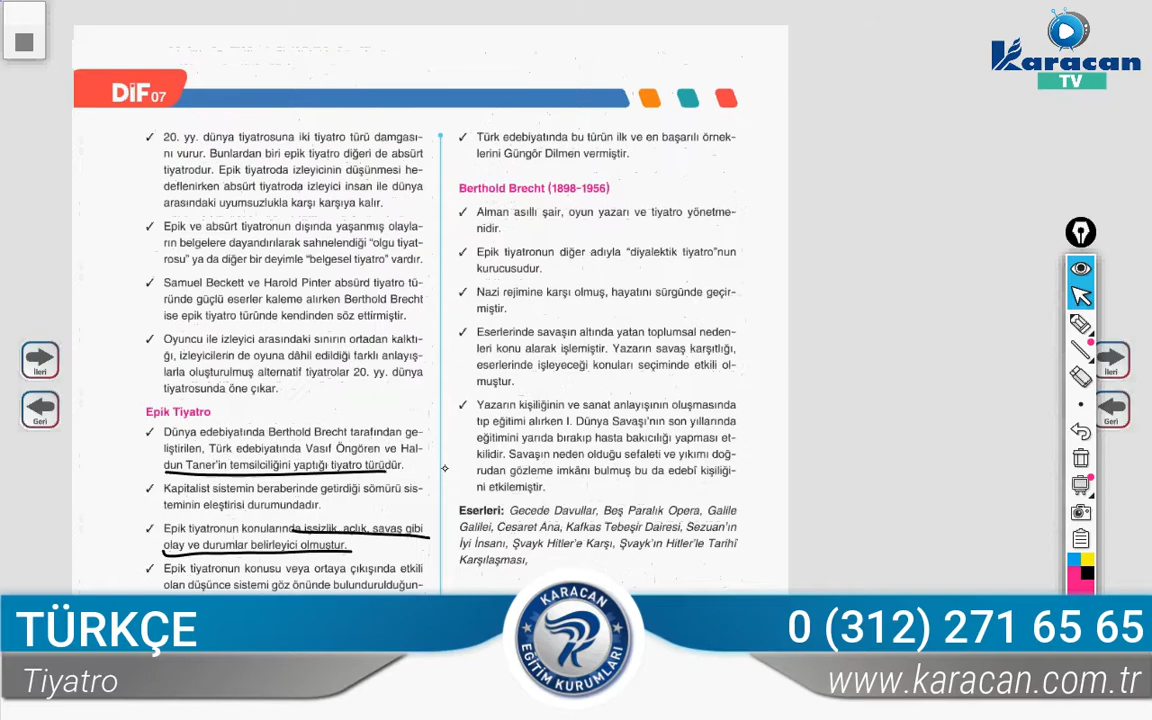 Karacan
TV
DİF 07
✓ 20. yy. dünya tiyatrosuna iki tiyatro türü damgası-
nı vurur. Bunlardan biri epik tiyatro diğeri de absürt
tiyatrodur. Epik tiyatroda izleyicinin düşünmesi he-
deflenirken absürt tiyatroda izleyici insan ile dünya
arasındaki uyumsuzlukla karşı karşıya kalır.
✓ Epik ve absürt tiyatronun dışında yaşanmış olayla-
rın belgelere dayandırılarak sahnelendiği “olgu tiyat-
rosu” ya da diğer bir deyimle “belgesel tiyatro” vardır.
✓ Samuel Beckett ve Harold Pinter absürd tiyatro tü-
ründe güçlü eserler kaleme alırken Berthold Brecht
ise epik tiyatro türünde kendinden söz ettirmiştir.
✓ Oyuncu ile izleyici arasındaki sınırın ortadan kalktı-
ğı, izleyicilerin de oyuna dâhil edildiği farklı anlayış-
larla oluşturulmuş alternatif tiyatrolar 20. yy. dünya
tiyatrosunda öne çıkar.
Epik Tiyatro
✓ Dünya edebiyatında Berthold Brecht tarafından ge-
liştirilen, Türk edebiyatında Vasıf Öngören ve Hal-
dun Taner’in temsilciliğini yaptığı tiyatro türüdür.
✓ Kapitalist sistemin beraberinde getirdiği sömürü sis-
teminin eleştirisi durumundadır.
✓ Epik tiyatronun konularında işsizlik, açlık, savaş gibi
olay ve durumlar belirleyici olmuştur.
✓ Epik tiyatronun konusu veya ortaya çıkışında etkili
olan düşünce sistemi göz önünde bulundurulduğun-
✓ Türk edebiyatında bu türün ilk ve en başarılı örnek-
lerini Güngör Dilmen vermiştir.
Berthold Brecht (1898-1956)
✓ Alman asıllı şair, oyun yazarı ve tiyatro yönetme-
nidir.
✓ Epik tiyatronun diğer adıyla “diyalektik tiyatro”nun
kurucusudur.
✓ Nazi rejimine karşı olmuş, hayatını sürgünde geçir-
miştir.
✓ Eserlerinde savaşın altında yatan toplumsal neden-
leri konu alarak işlemiştir. Yazarın savaş karşıtlığı,
eserlerinde işleyeceği konuları seçiminde etkili ol-
muştur.
✓ Yazarın kişiliğinin ve sanat anlayışının oluşmasında
tıp eğitimi alırken I. Dünya Savaşı’nın son yıllarında
eğitimini yarıda bırakıp hasta bakıcılığı yapması et-
kilidir. Savaşın neden olduğu sefaleti ve yıkımı doğ-
rudan gözleme imkânı bulmuş bu da edebî kişiliği-
ni etkilemiştir.
Eserleri: Gecede Davullar, Beş Paralık Opera, Galile
Galilei, Cesaret Ana, Kafkas Tebeşir Dairesi, Sezuan’ın
İyi İnsanı, Şvayk Hitler’e Karşı, Şvayk’ın Hitler’le Tarihî
Karşılaşması,
İleri
Geri
İleri
Geri
TÜRKÇE
Tiyatro
KARACAN
EĞİTİM KURUMLARI
0 (312) 271 65 65
www.karacan.com.tr